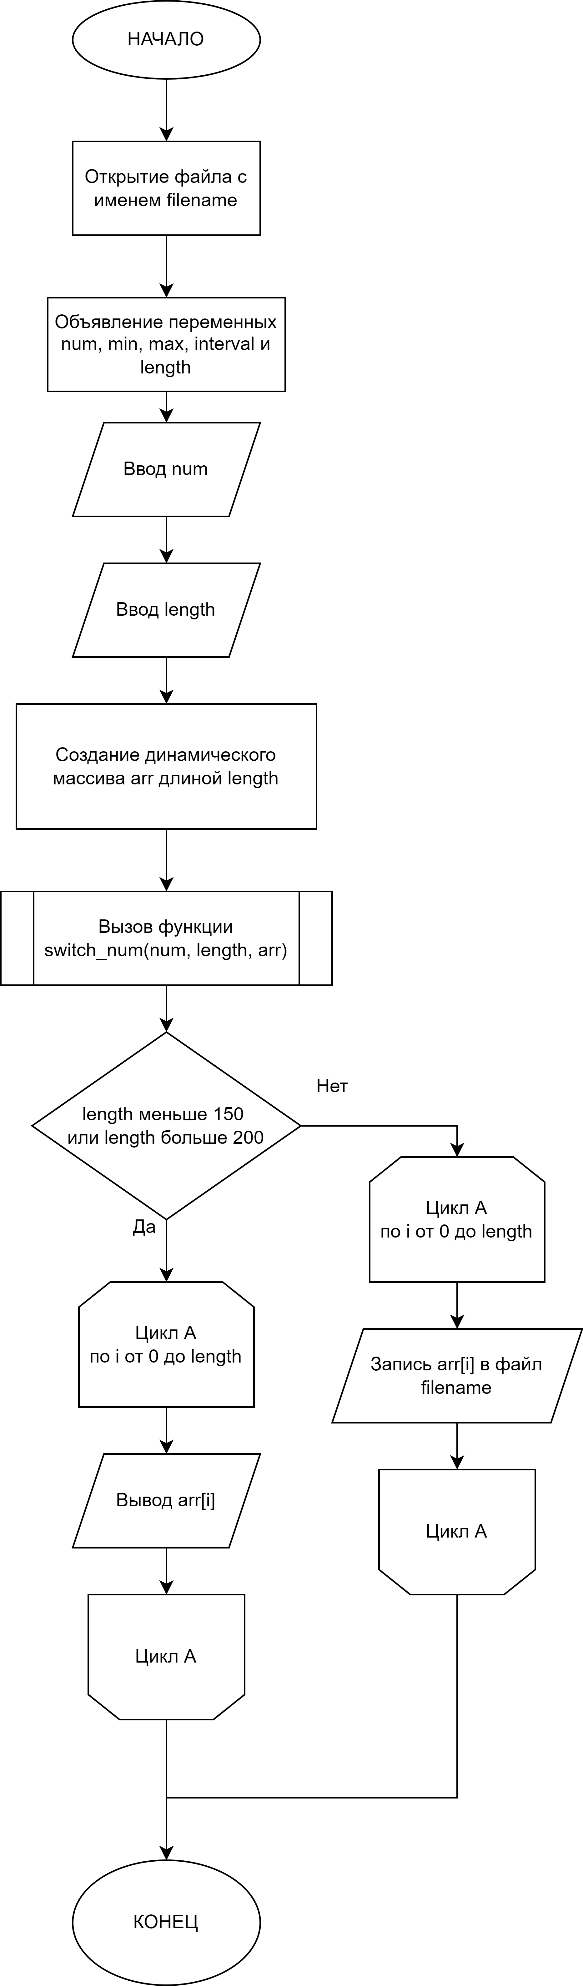 НАЧАЛО
Открытие файла с
именем filename
Объявление переменных
num, min, max, interval и
length
Ввод num
Ввод length
Создание динамического
массива arr длиной length
Вызов функции
switch_num(num, length, arr)
length меньше 150
или length больше 200
Нет
Да
Цикл А
по i от 0 до length
Запись arr[i] в файл
filename
Цикл А
Цикл А
по i от 0 до length
Вывод arr[i]
Цикл А
КОНЕЦ